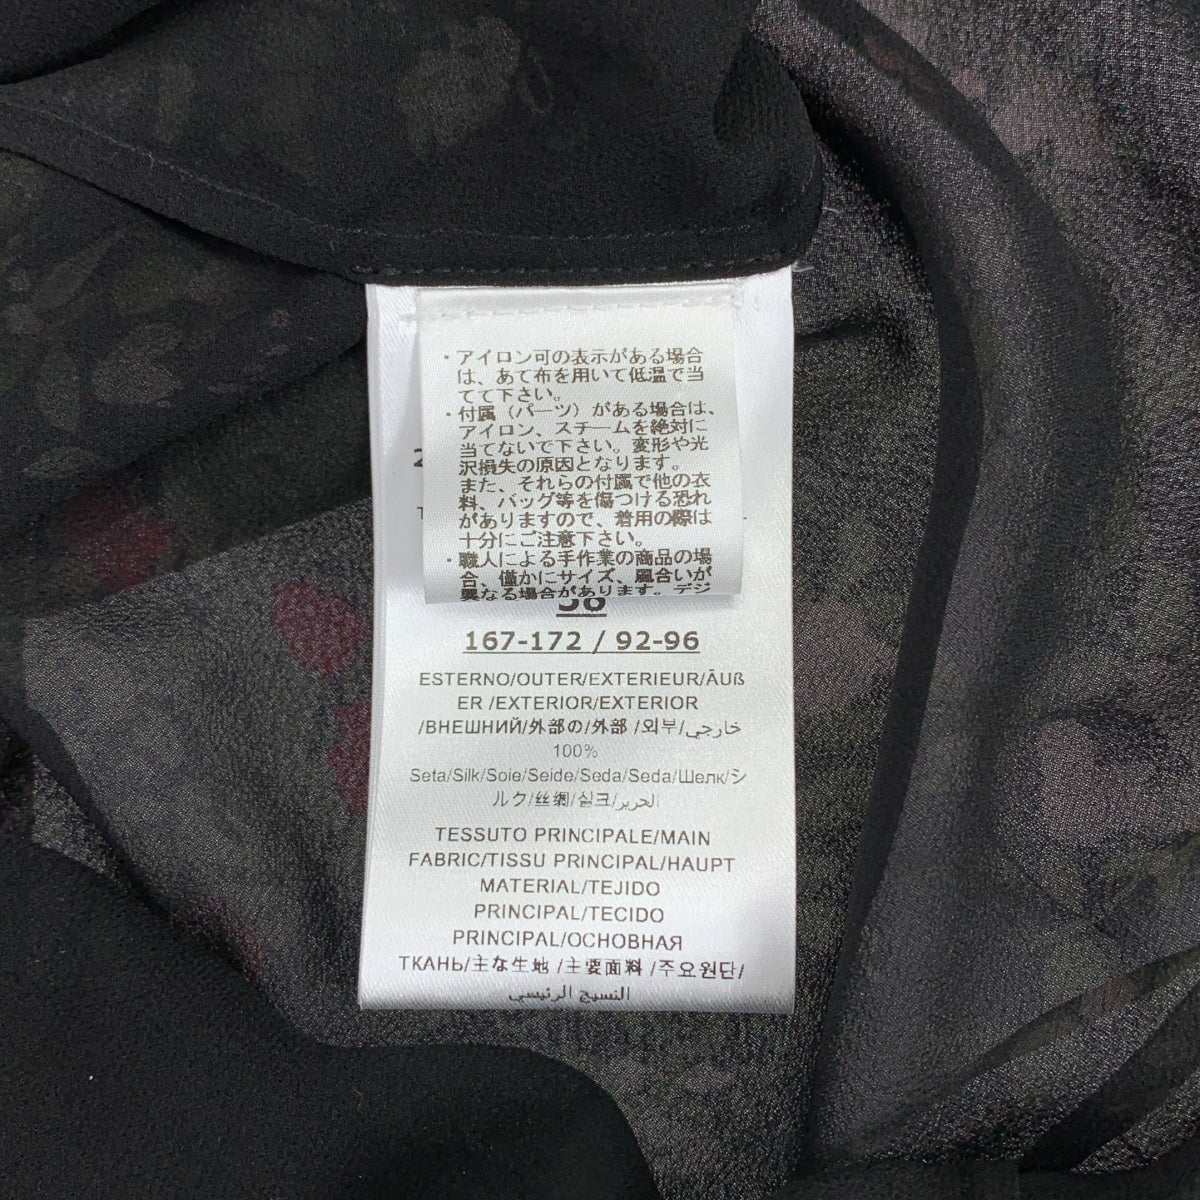 ・アイロン可の表示がある場合
は、あて布を用いて低温で当
てて下さい。
・付属（パーツ）がある場合は、
アイロン、スチームを絶対に
当てないで下さい。変形や光
沢損失の原因となります。
また、それらの付属で他の衣
料、バッグ等を傷つける恐れ
がありますので、着用の際は
十分にご注意下さい。
・職人による手作業の商品の場
合、僅かにサイズ、風合いが
異なる場合があります。デジ
167-172 / 92-96
ESTERNO/OUTER/EXTERIEUR/ÄUß
ER /EXTERIOR/EXTERIOR
/ВНЕШНИЙ/外部の/外部 /외부/خارجي
100%
Seta/Silk/Soie/Seide/Seda/Seda/Шелк/シ
ルク/丝绸/실크/الحرير
TESSUTO PRINCIPALE/MAIN
FABRIC/TISSU PRINCIPAL/HAUPT
MATERIAL/TEJIDO
PRINCIPAL/TECIDO
PRINCIPAL/ОСНОВНАЯ
ТКАНЬ/主な生地 /主要面料 /주요원단/
النسيج الرئيسي